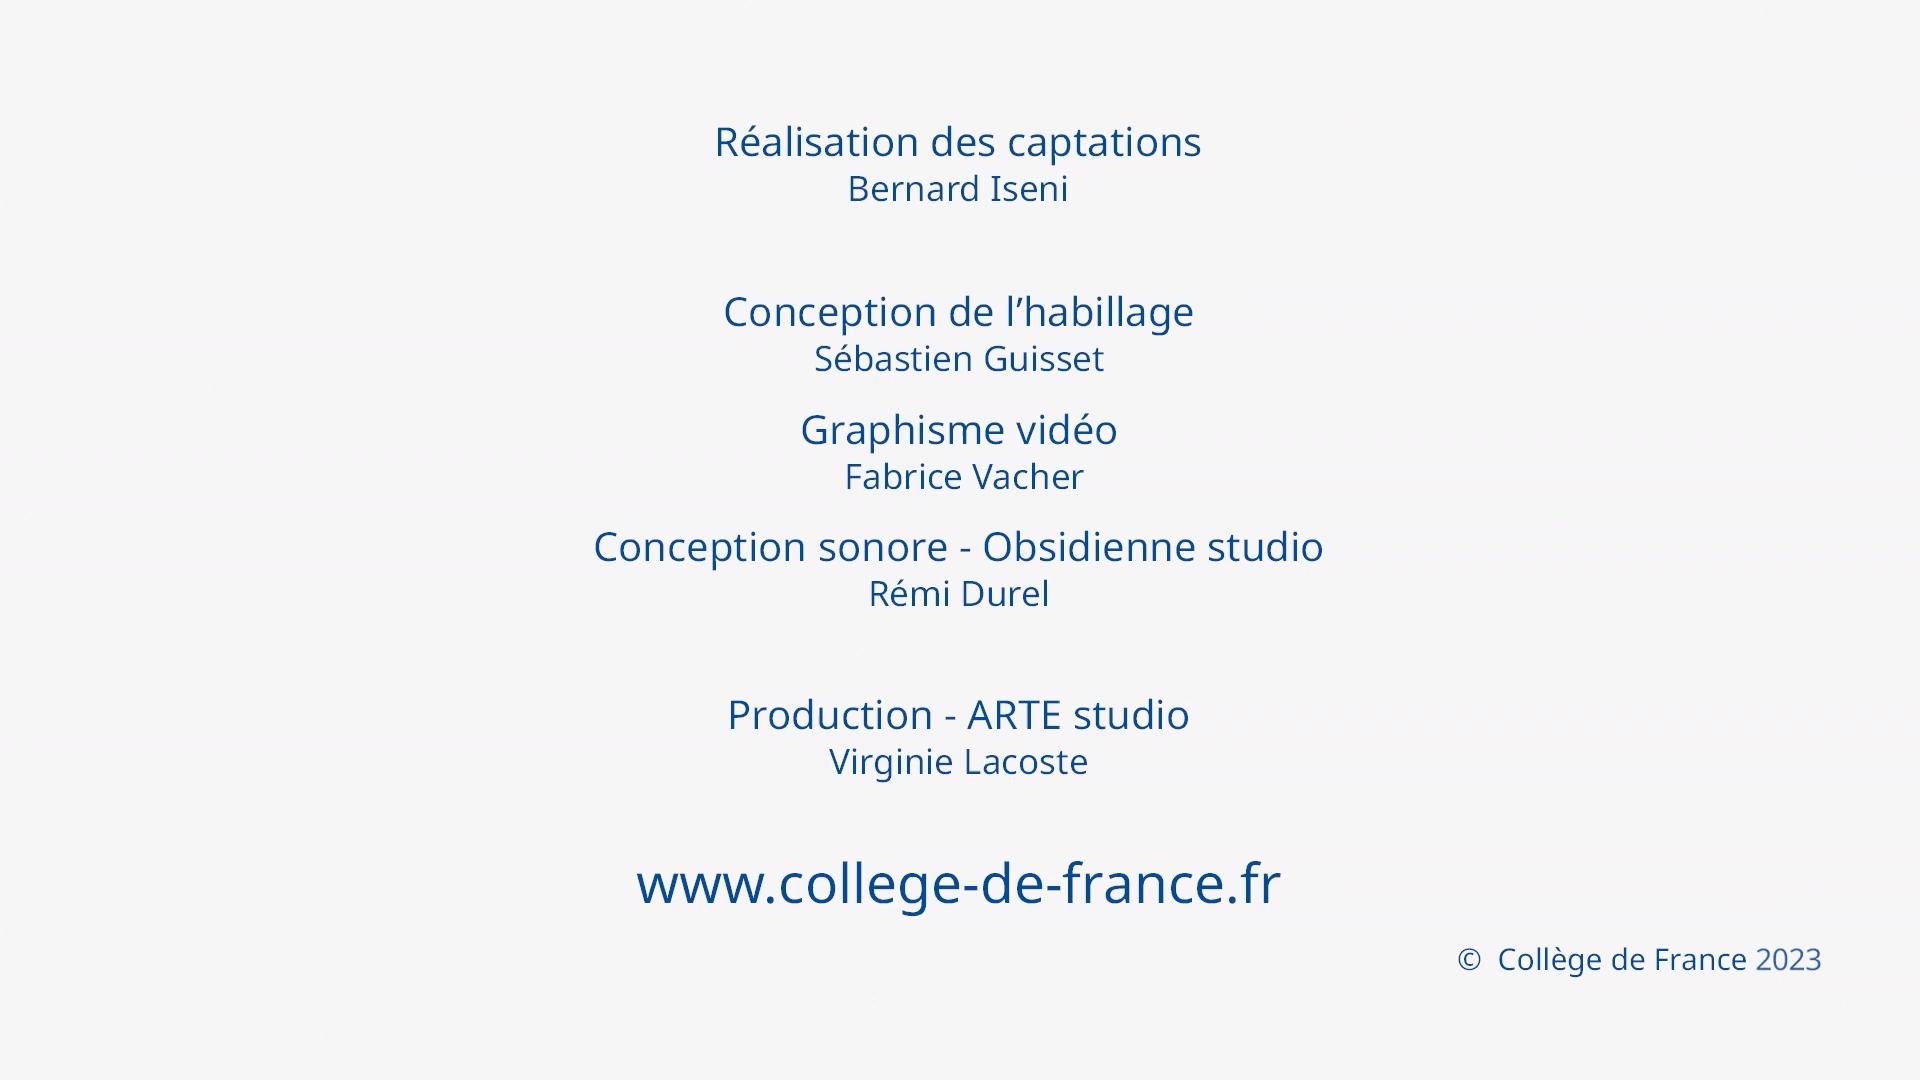 Réalisation des captations
Bernard Iseni
Conception de l’habillage
Sébastien Guisset
Graphisme vidéo
Fabrice Vacher
Conception sonore - Obsidienne studio
Rémi Durel
Production - ARTE studio
Virginie Lacoste
www.college-de-france.fr
© Collège de France 2023